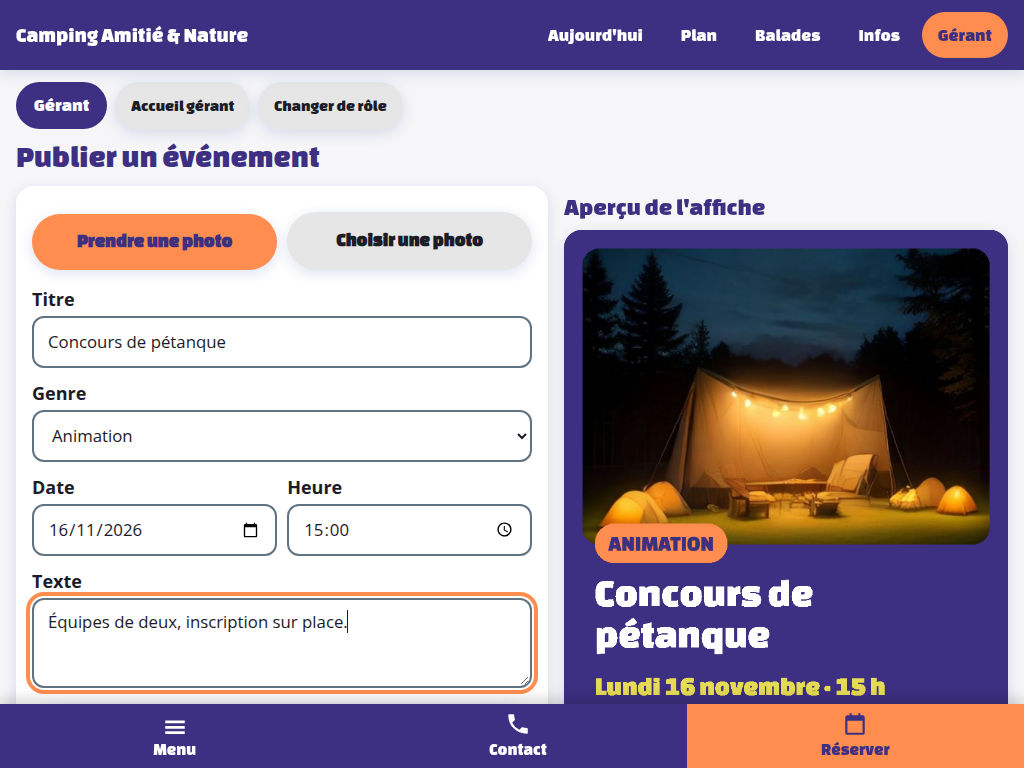 Camping Amitié & Nature
Aujourd'hui
Plan
Balades
Infos
Gérant
Gérant
Accueil gérant
Changer de rôle
Publier un événement
Prendre une photo
Choisir une photo
Titre
Concours de pétanque
Genre
Animation
Date
Heure
16/11/2026
15:00
Texte
Équipes de deux, inscription sur place.
Aperçu de l'affiche
ANIMATION
Concours de
pétanque
Lundi 16 novembre · 15 h
Menu
Contact
Réserver